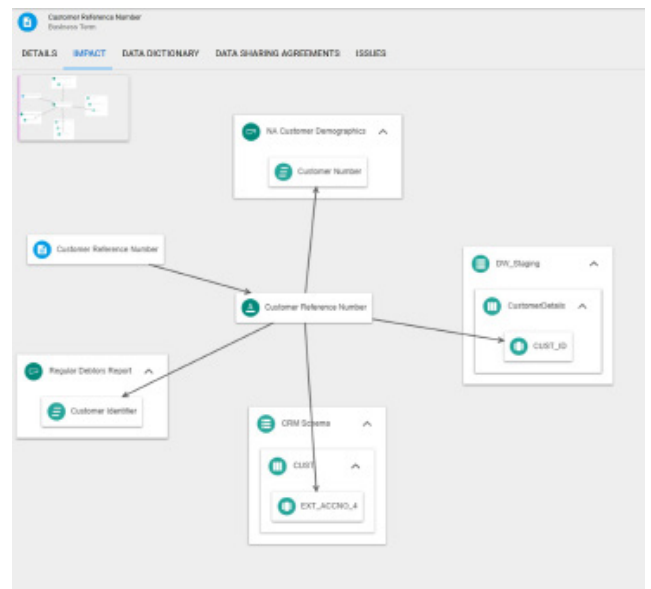 Customer Reference Number
Business Term
DETAILS IMPACT DATA DICTIONARY DATA SHARING AGREEMENTS ISSUES
NA Customer Demographics
Customer Number
Customer Reference Number
DW_Staging
CustomerDetails
Customer Reference Number
CUST_ID
Regular Debtors Report
Customer Identifier
CRM Schema
CUST
EXT_ACCNO_4